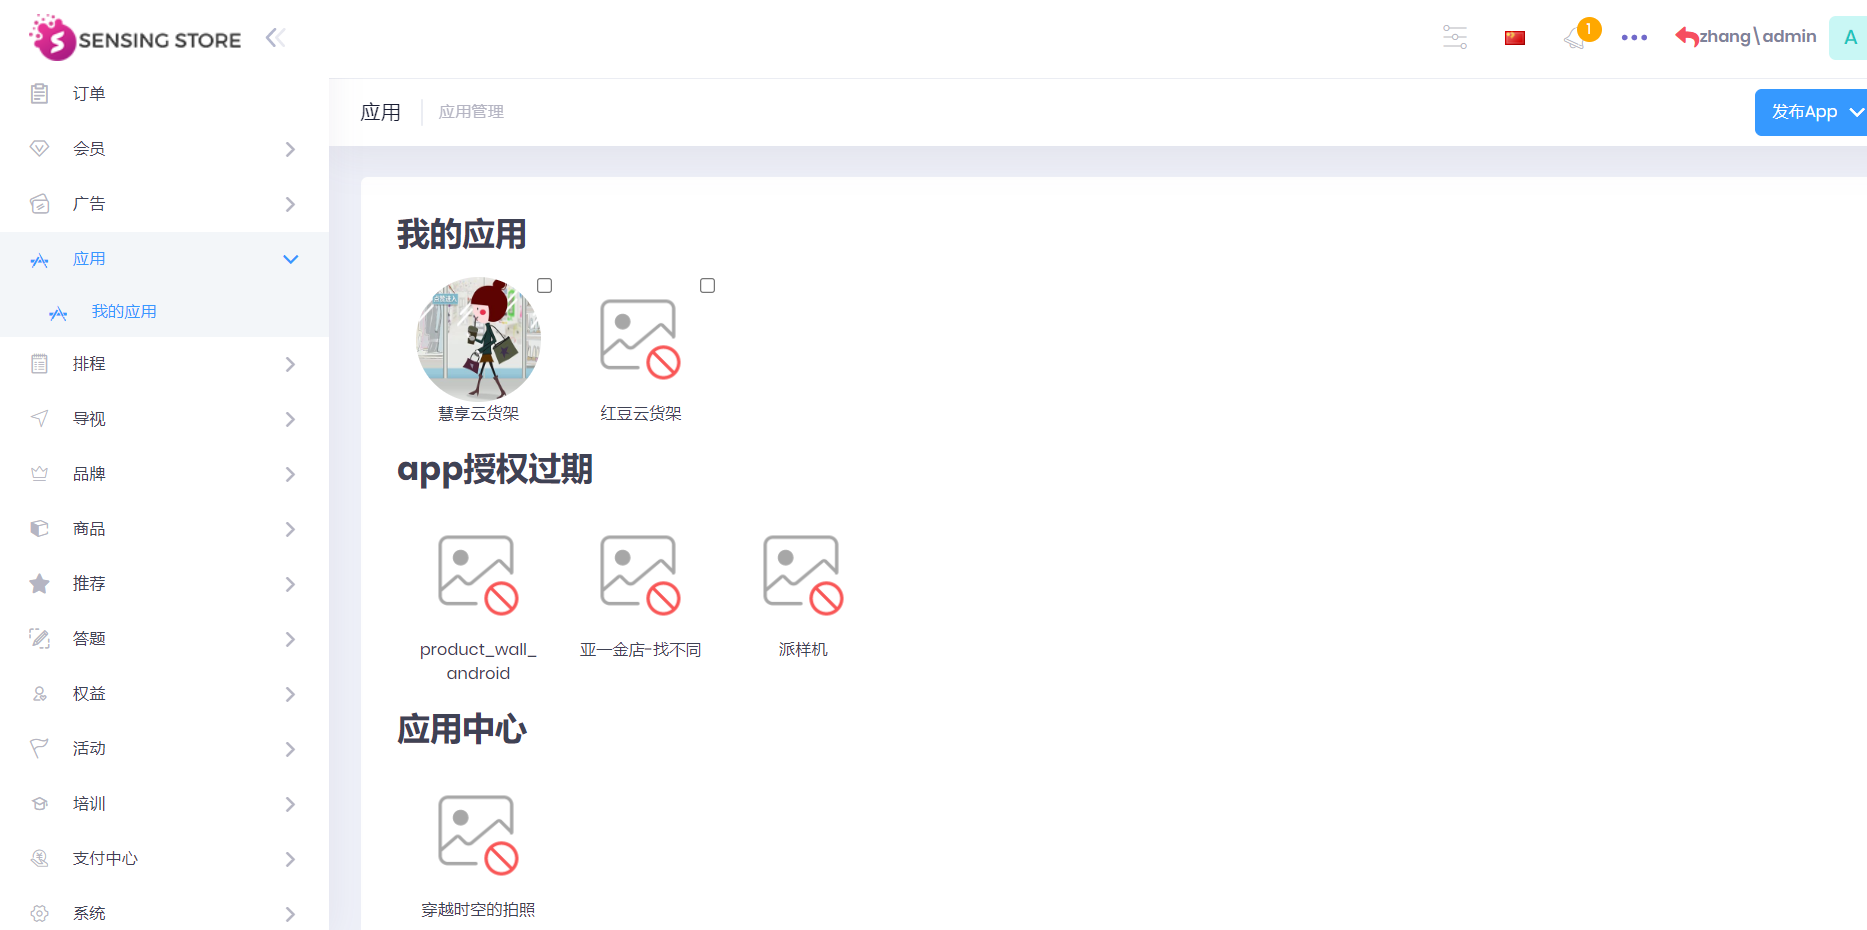 SENSING STORE
1
zhang\admin
A
订单
会员
广告
应用
我的应用
排程
导视
品牌
商品
推荐
答题
权益
活动
培训
支付中心
系统
应用
应用管理
发布App
我的应用
慧享云货架
红豆云货架
app授权过期
product_wall_
android
亚一金店-找不同
派样机
应用中心
穿越时空的拍照